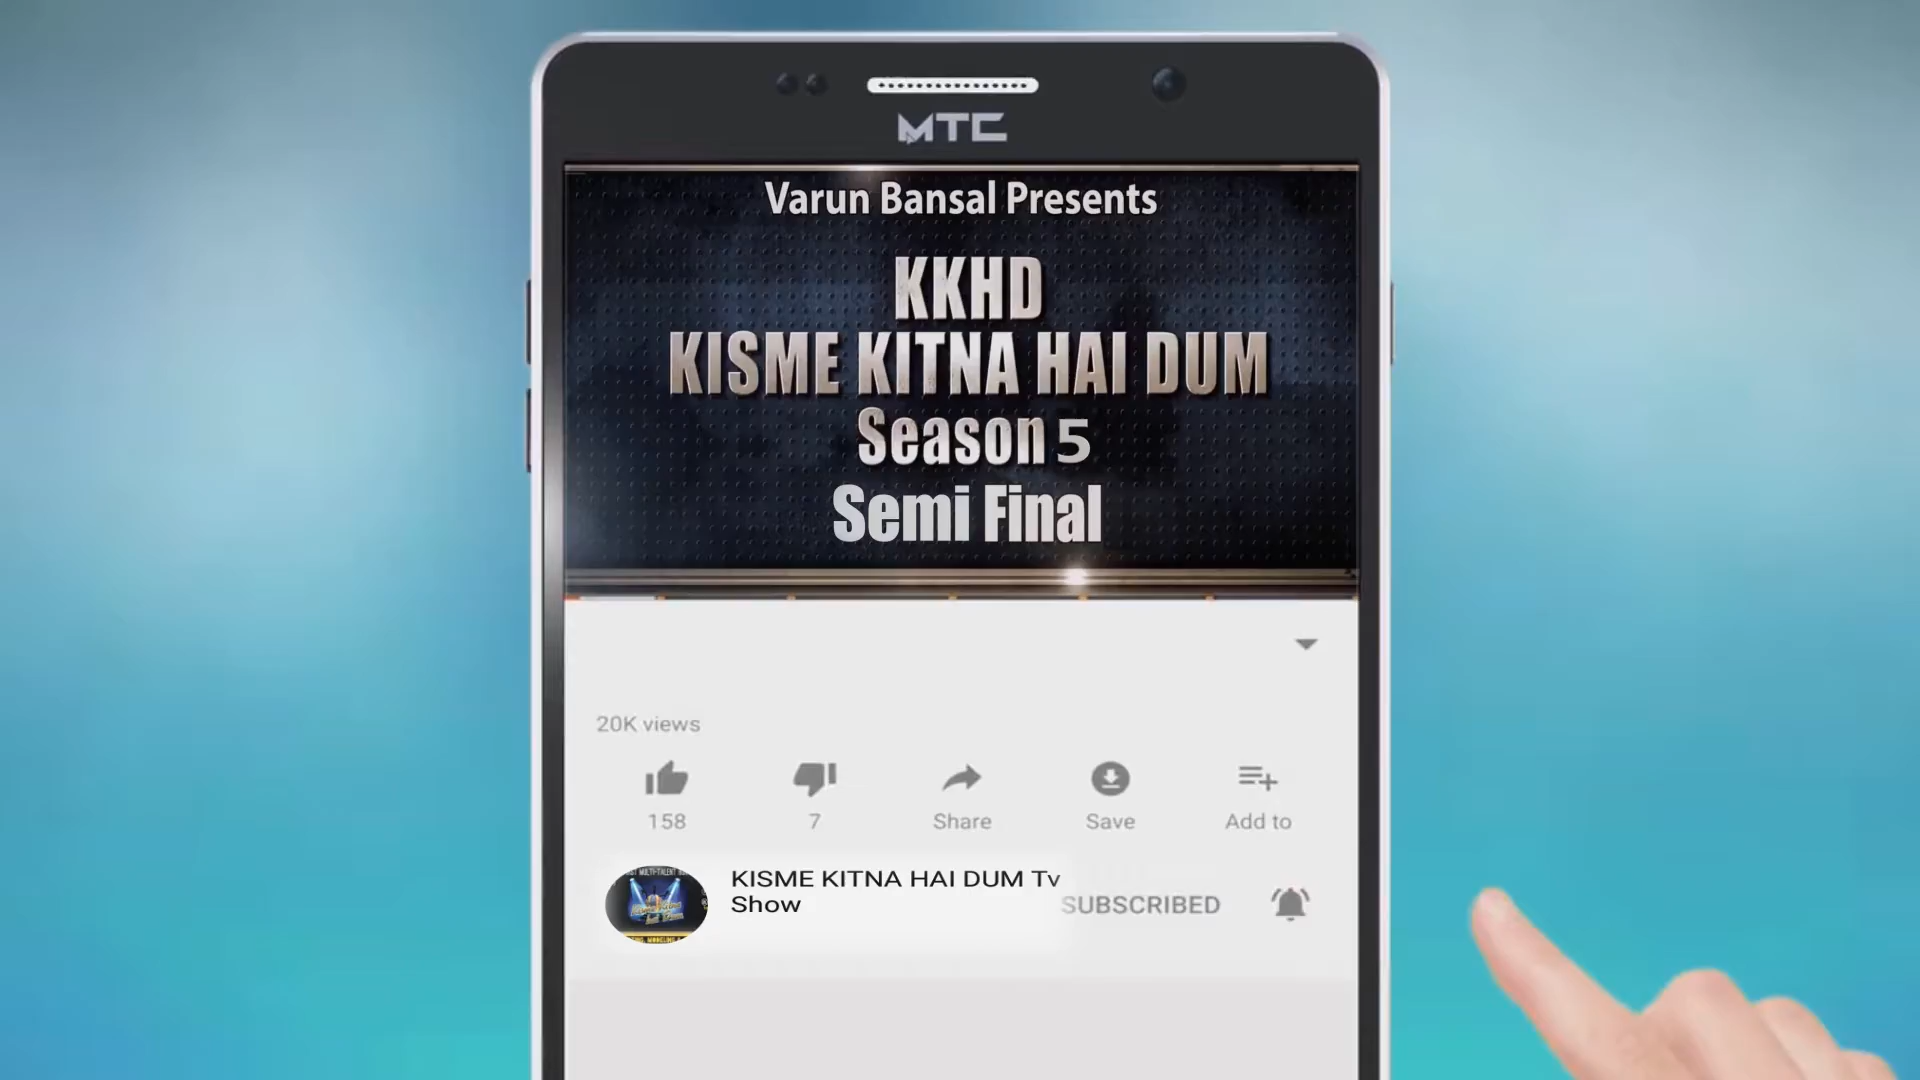 MTC
Varun Bansal Presents
KKHD
KISME KITNA HAI DUM
Season 5
Semi Final
20K views
158
7
Share
Save
Add to
KISME KITNA HAI DUM Tv
Show
SUBSCRIBED